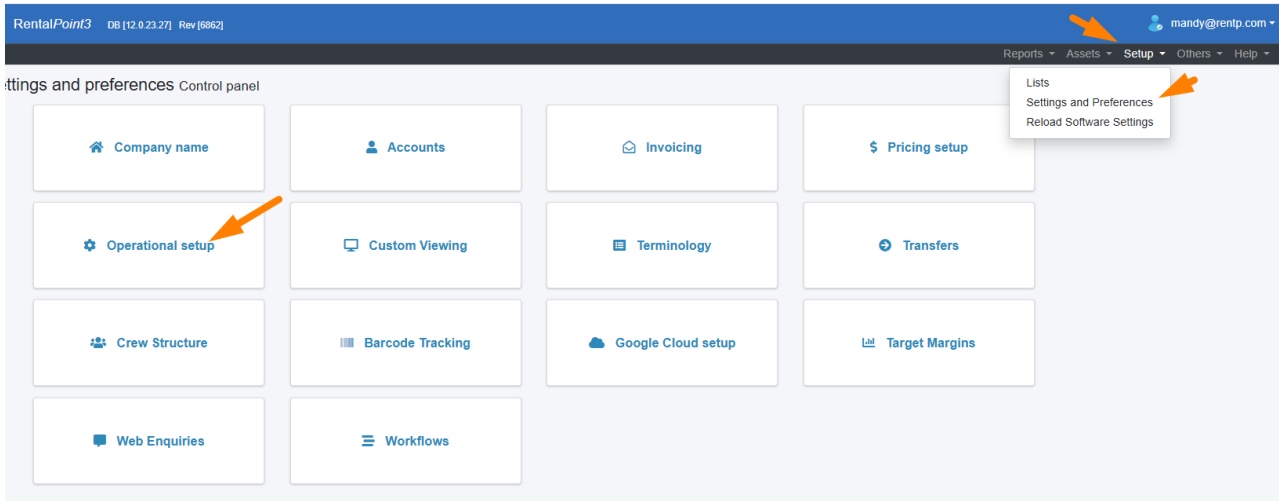 RentalPoint3 DB [12.0.23.27] Rev [6862] mandy@rentp.com
Reports Assets Setup Others Help
ettings and preferences Control panel
Lists
Settings and Preferences
Reload Software Settings
Company name Accounts Invoicing Pricing setup
Operational setup Custom Viewing Terminology Transfers
Crew Structure Barcode Tracking Google Cloud setup Target Margins
Web Enquiries Workflows